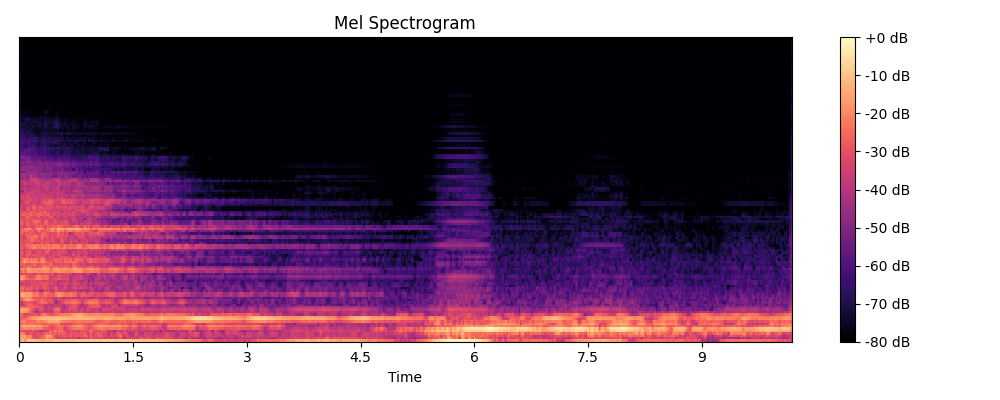 Mel Spectrogram
+0 dB
-10 dB
-20 dB
-30 dB
-40 dB
-50 dB
-60 dB
-70 dB
-80 dB
0 1.5 3 4.5 6 7.5 9
Time